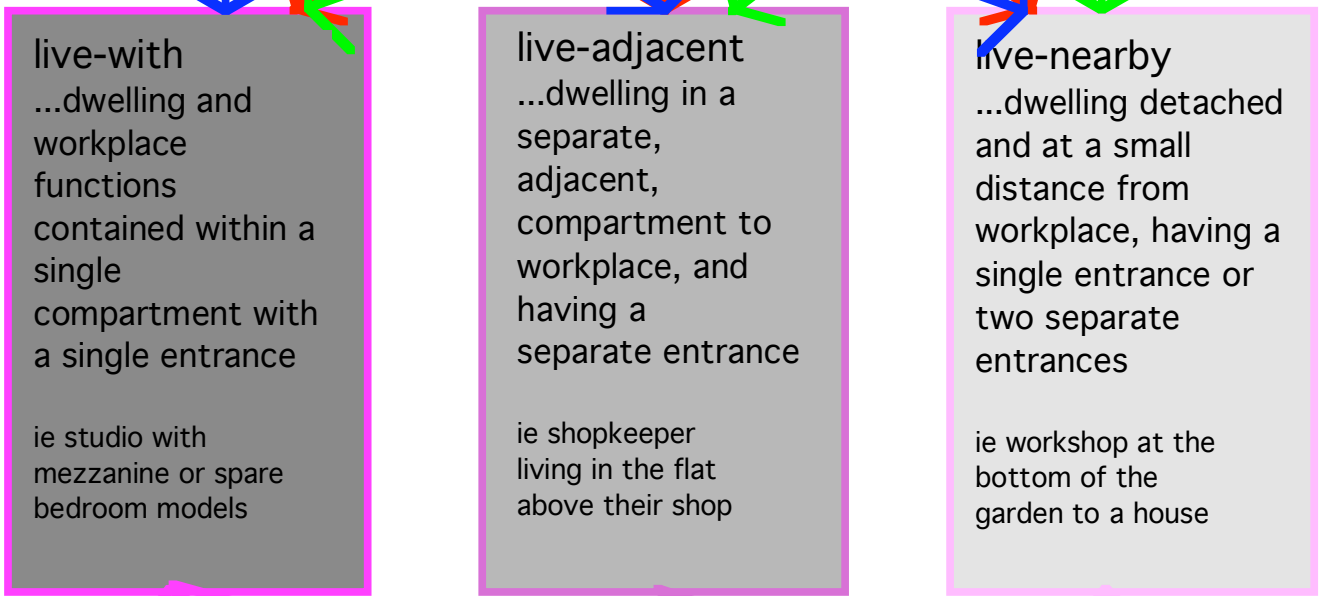 live-with
...dwelling and
workplace
functions
contained within a
single
compartment with
a single entrance
ie studio with
mezzanine or spare
bedroom models
live-adjacent
...dwelling in a
separate,
adjacent,
compartment to
workplace, and
having a
separate entrance
ie shopkeeper
living in the flat
above their shop
live-nearby
...dwelling detached
and at a small
distance from
workplace, having a
single entrance or
two separate
entrances
ie workshop at the
bottom of the
garden to a house